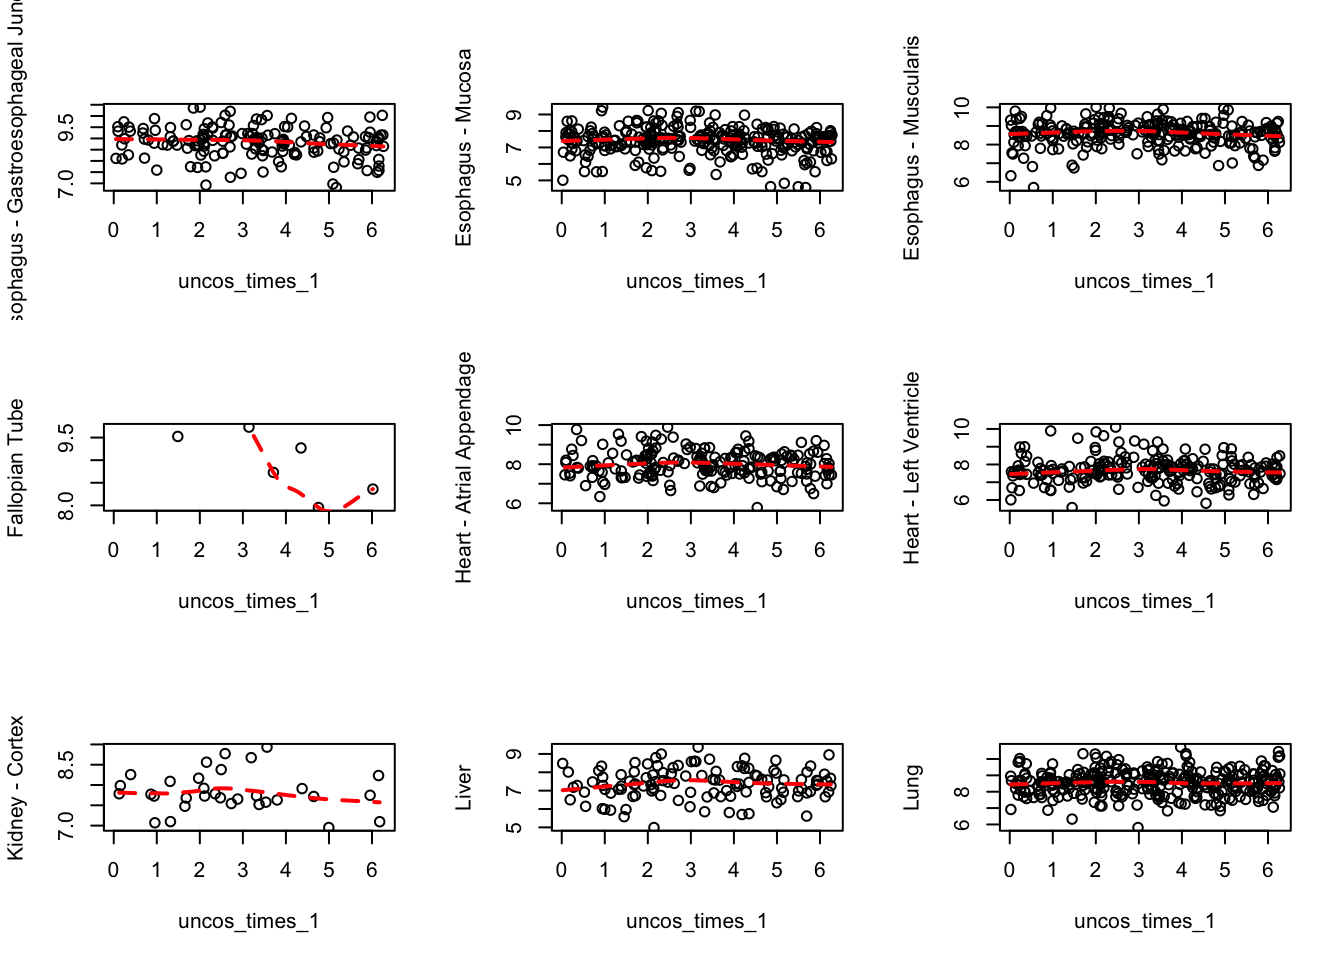 sophagus - Gastroesophageal Junc
7.0 9.5
0 1 2 3 4 5 6
uncos_times_1
Esophagus - Mucosa
5 7 9
0 1 2 3 4 5 6
uncos_times_1
Esophagus - Muscularis
6 8 10
0 1 2 3 4 5 6
uncos_times_1
Fallopian Tube
8.0 9.5
0 1 2 3 4 5 6
uncos_times_1
Heart - Atrial Appendage
6 8 10
0 1 2 3 4 5 6
uncos_times_1
Heart - Left Ventricle
6 8 10
0 1 2 3 4 5 6
uncos_times_1
Kidney - Cortex
7.0 8.5
0 1 2 3 4 5 6
uncos_times_1
Liver
5 7 9
0 1 2 3 4 5 6
uncos_times_1
Lung
6 8
0 1 2 3 4 5 6
uncos_times_1